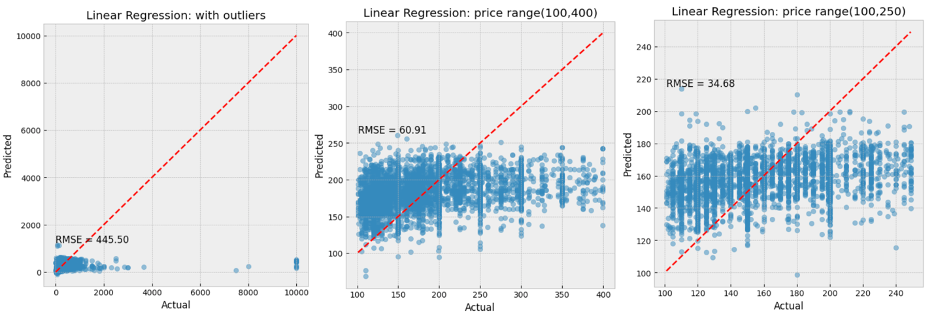 Linear Regression: with outliers
10000
8000
6000
4000
2000
0
Predicted
RMSE = 445.50
0 2000 4000 6000 8000 10000
Actual
Linear Regression: price range(100,400)
400
350
300
250
200
150
100
Predicted
RMSE = 60.91
100 150 200 250 300 350 400
Actual
Linear Regression: price range(100,250)
240
220
200
180
160
140
120
100
Predicted
RMSE = 34.68
100 120 140 160 180 200 220 240
Actual